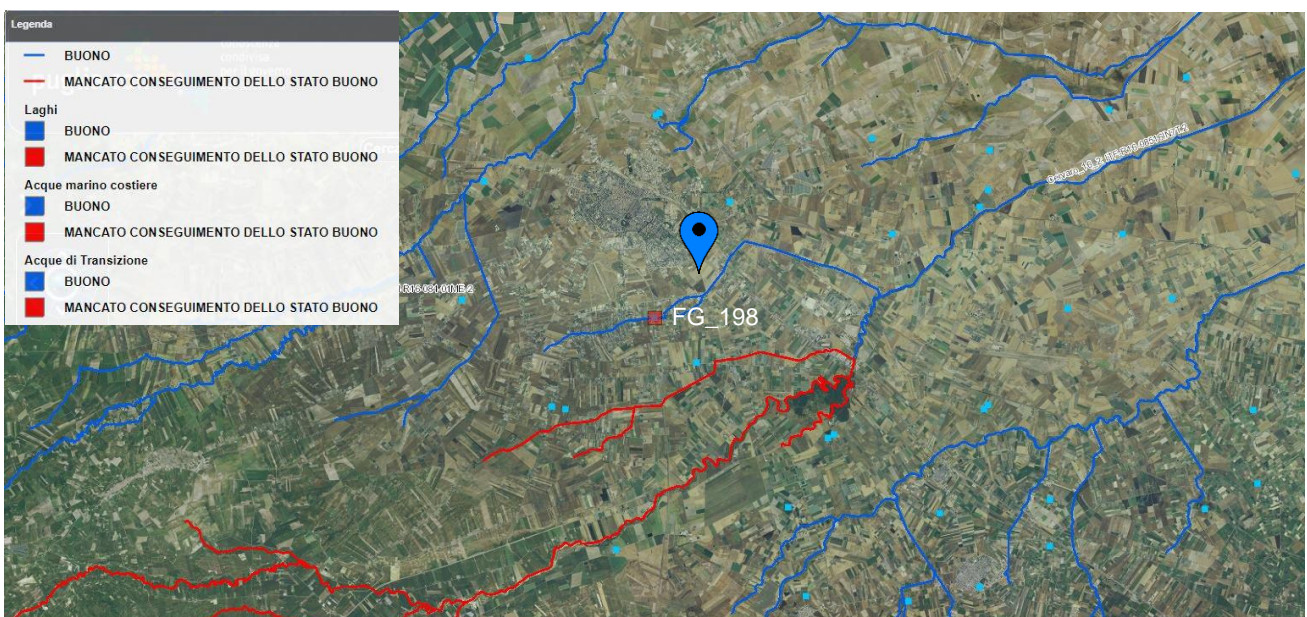 Legenda
BUONO
MANCATO CONSEGUIMENTO DELLO STATO BUONO
Laghi
BUONO
MANCATO CONSEGUIMENTO DELLO STATO BUONO
Acque marino costiere
BUONO
MANCATO CONSEGUIMENTO DELLO STATO BUONO
Acque di Transizione
BUONO
MANCATO CONSEGUIMENTO DELLO STATO BUONO
FG_198